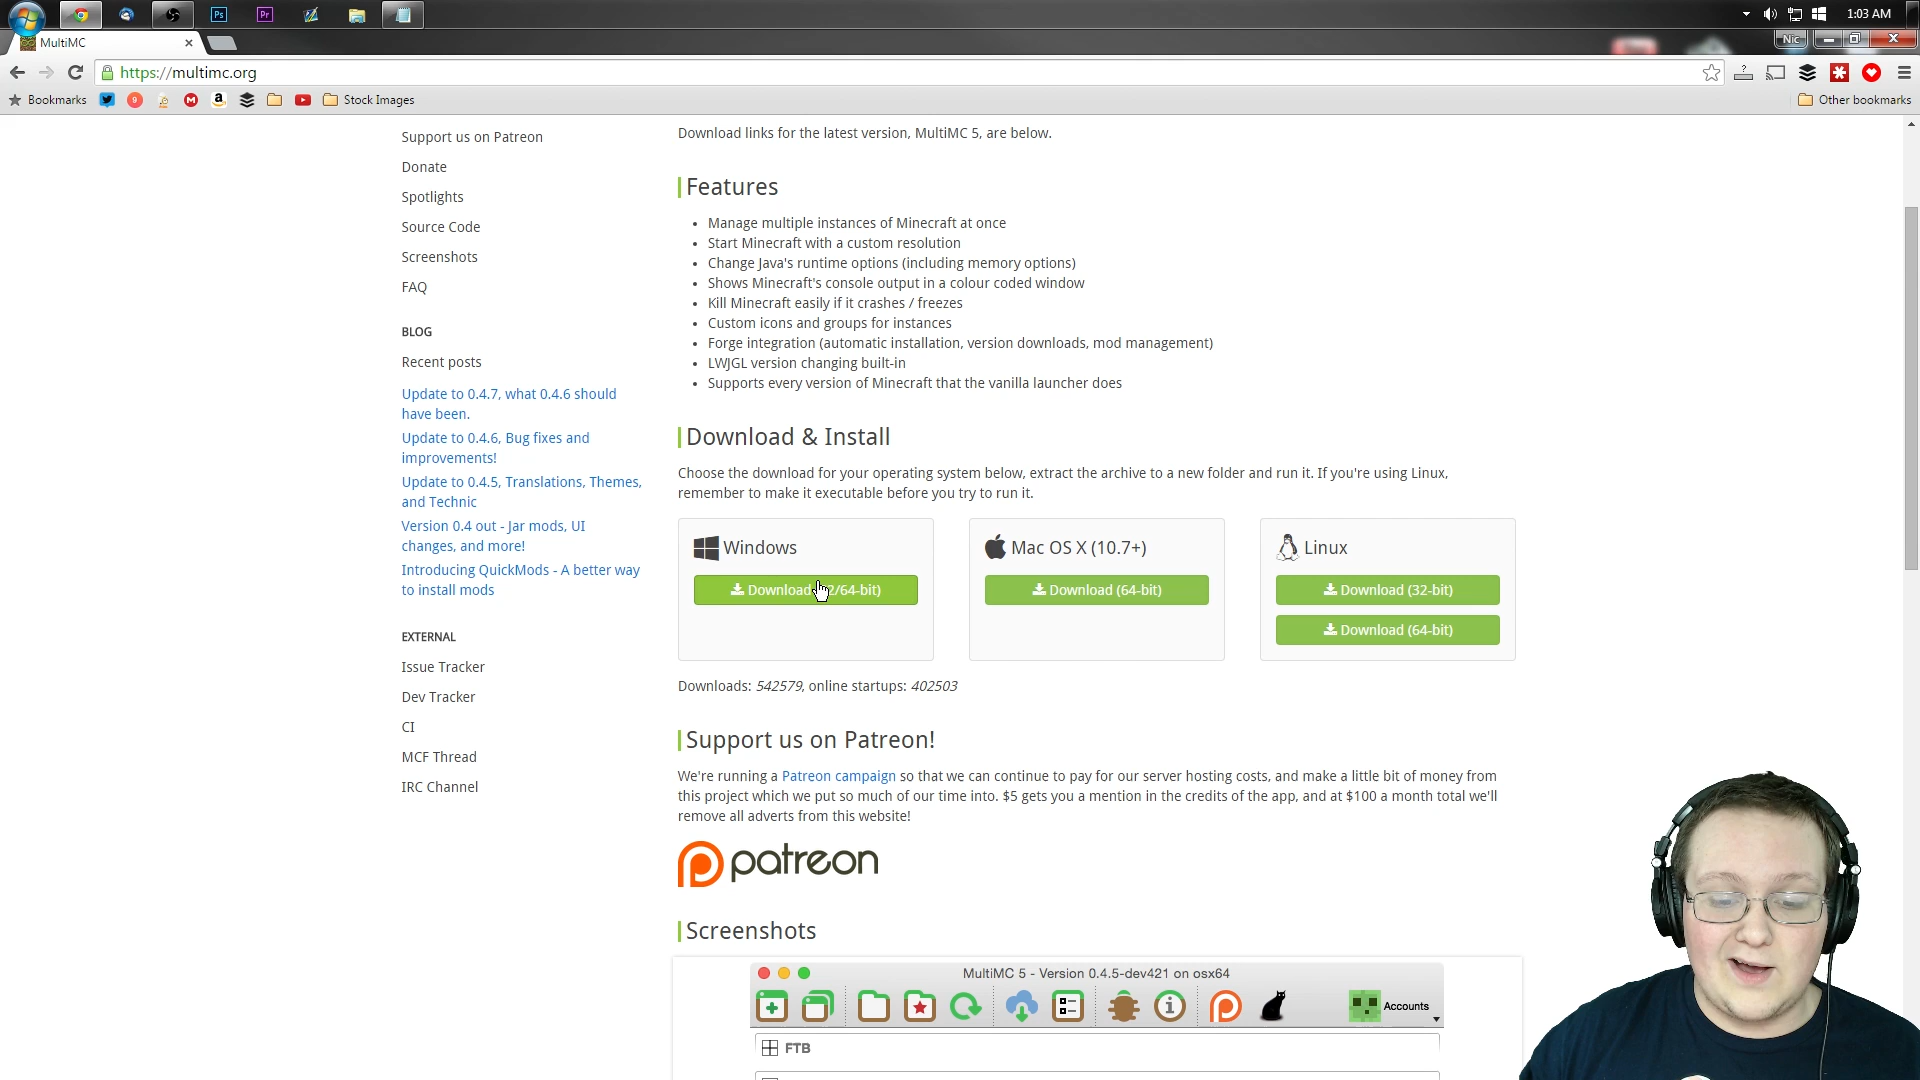 1:03 AM
MultiMC
Nic
https://multimc.org
Bookmarks
Stock Images
Other bookmarks
Support us on Patreon
Donate
Spotlights
Source Code
Screenshots
FAQ
BLOG
Recent posts
Update to 0.4.7, what 0.4.6 should
have been.
Update to 0.4.6, Bug fixes and
improvements!
Update to 0.4.5, Translations, Themes,
and Technic
Version 0.4 out - Jar mods, UI
changes, and more!
Introducing QuickMods - A better way
to install mods
EXTERNAL
Issue Tracker
Dev Tracker
CI
MCF Thread
IRC Channel
Download links for the latest version, MultiMC 5, are below.
Features
• Manage multiple instances of Minecraft at once
• Start Minecraft with a custom resolution
• Change Java's runtime options (including memory options)
• Shows Minecraft's console output in a colour coded window
• Kill Minecraft easily if it crashes / freezes
• Custom icons and groups for instances
• Forge integration (automatic installation, version downloads, mod management)
• LWJGL version changing built-in
• Supports every version of Minecraft that the vanilla launcher does
Download & Install
Choose the download for your operating system below, extract the archive to a new folder and run it. If you're using Linux,
remember to make it executable before you try to run it.
Windows
Download 2/64-bit)
Mac OS X (10.7+)
Download (64-bit)
Linux
Download (32-bit)
Download (64-bit)
Downloads: 542579, online startups: 402503
Support us on Patreon!
We're running a Patreon campaign so that we can continue to pay for our server hosting costs, and make a little bit of money from
this project which we put so much of our time into. $5 gets you a mention in the credits of the app, and at $100 a month total we'll
remove all adverts from this website!
patreon
Screenshots
MultiMC 5 - Version 0.4.5-dev421 on osx64
Accounts
FTB